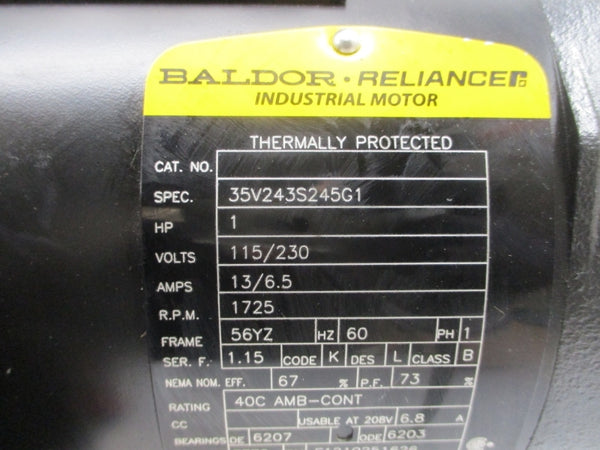 BALDOR • RELIANCER
INDUSTRIAL MOTOR
THERMALLY PROTECTED
CAT. NO.
SPEC. 35V243S245G1
HP 1
VOLTS 115/230
AMPS 13/6.5
R.P.M. 1725
FRAME 56YZ HZ 60 PH 1
SER. F. 1.15 CODE K DES L CLASS B
NEMA NOM. EFF. 67 % P.F. 73 %
RATING 40C AMB-CONT
CC USABLE AT 208V 6.8 A
BEARINGS DE 6207 ODE 6203